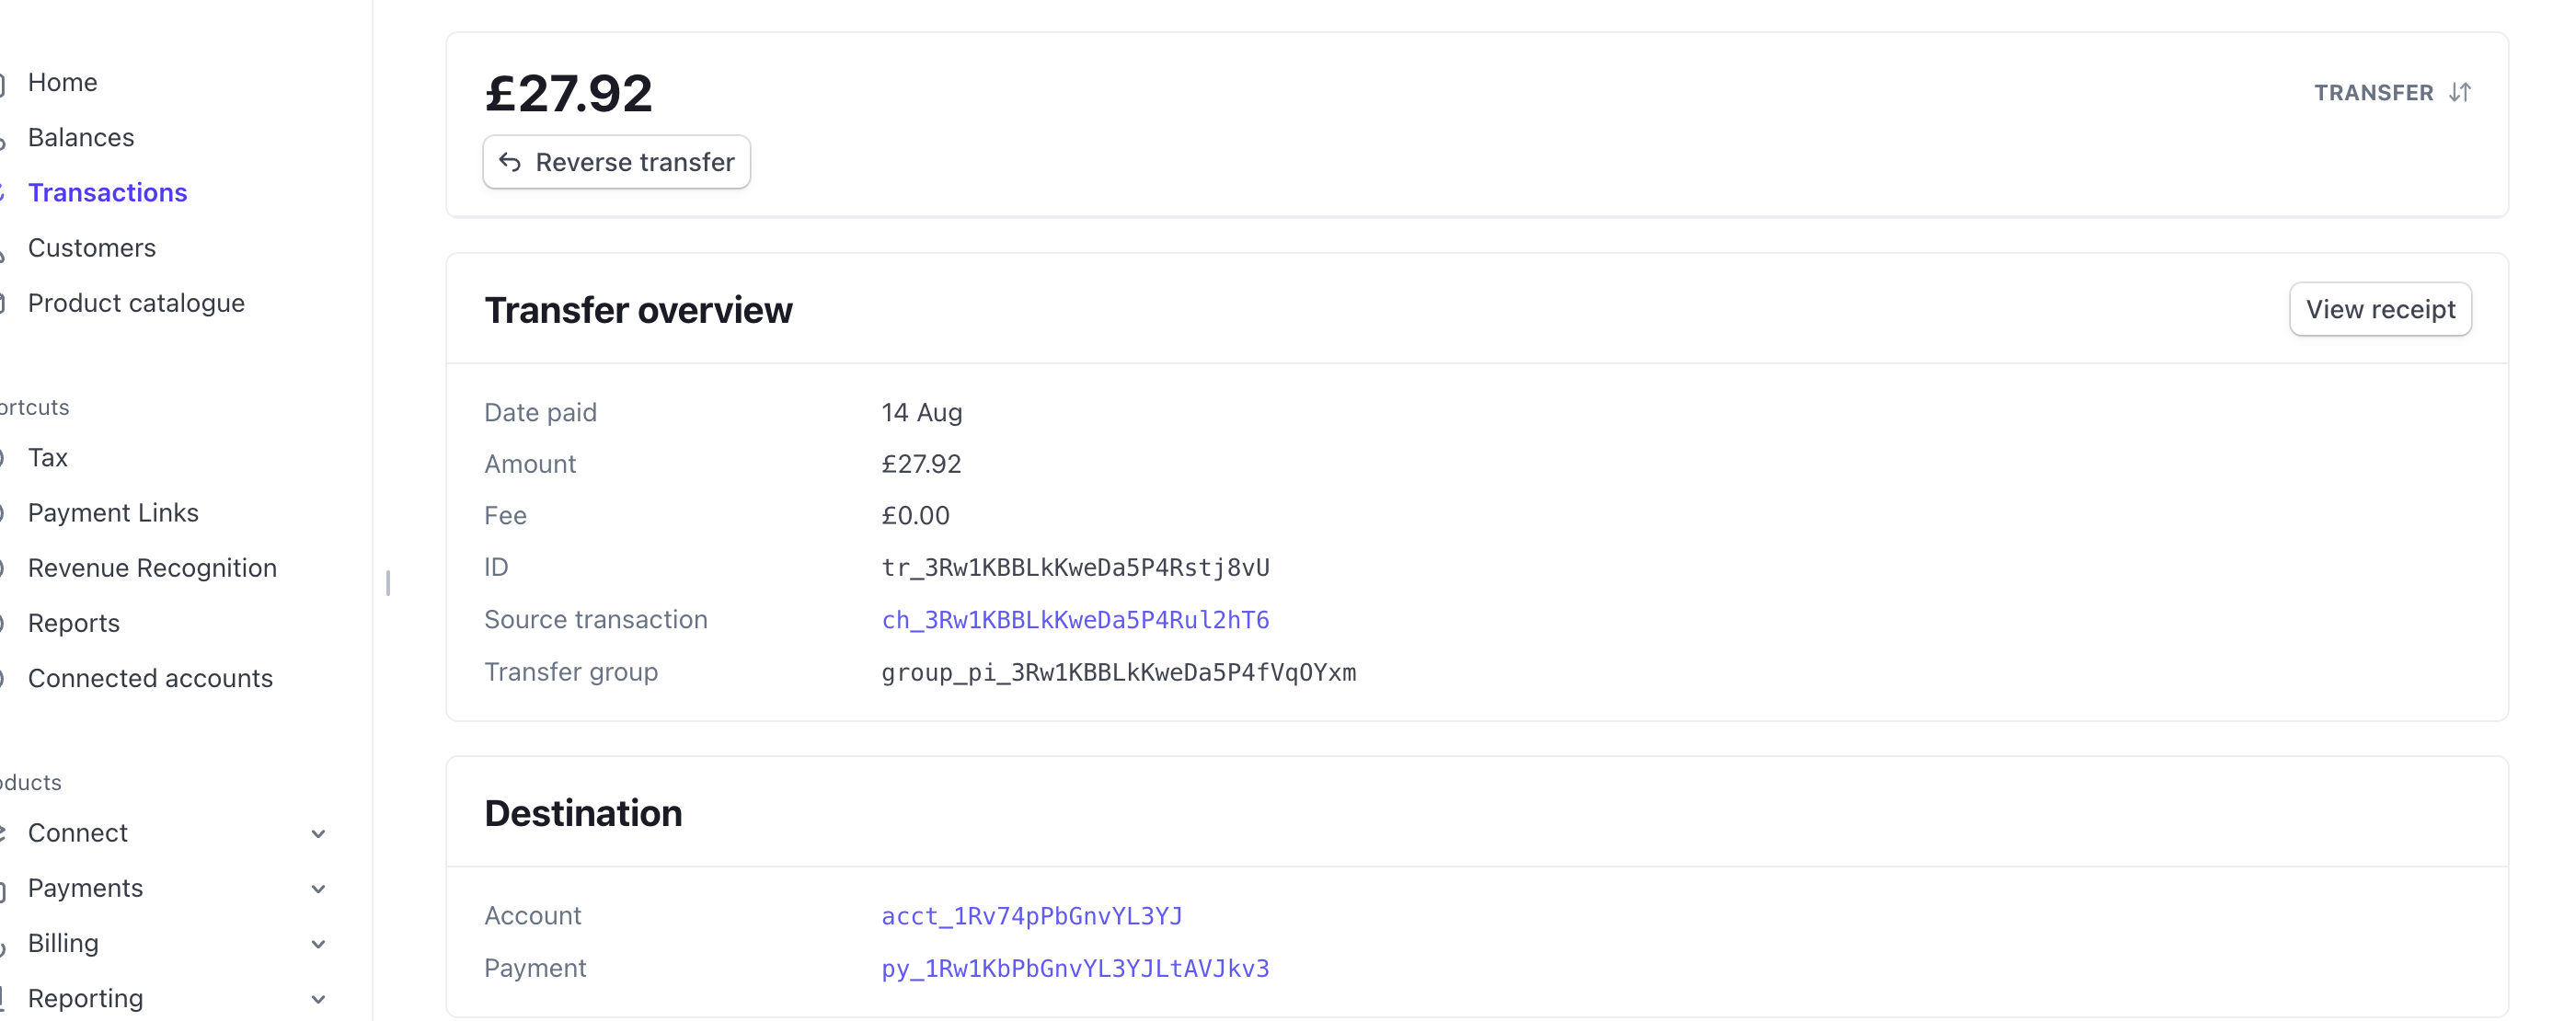 Home
Balances
Transactions
Customers
Product catalogue
ortcuts
Tax
Payment Links
Revenue Recognition
Reports
Connected accounts
oducts
Connect
Payments
Billing
Reporting
£27.92
TRANSFER
Reverse transfer
Transfer overview
View receipt
Date paid 14 Aug
Amount £27.92
Fee £0.00
ID tr_3Rw1KBBLkKweDa5P4Rstj8vU
Source transaction ch_3Rw1KBBLkKweDa5P4Rul2hT6
Transfer group group_pi_3Rw1KBBLkKweDa5P4fVqOYxm
Destination
Account acct_1Rv74pPbGnvYL3YJ
Payment py_1Rw1KbPbGnvYL3YJLtAVJkv3